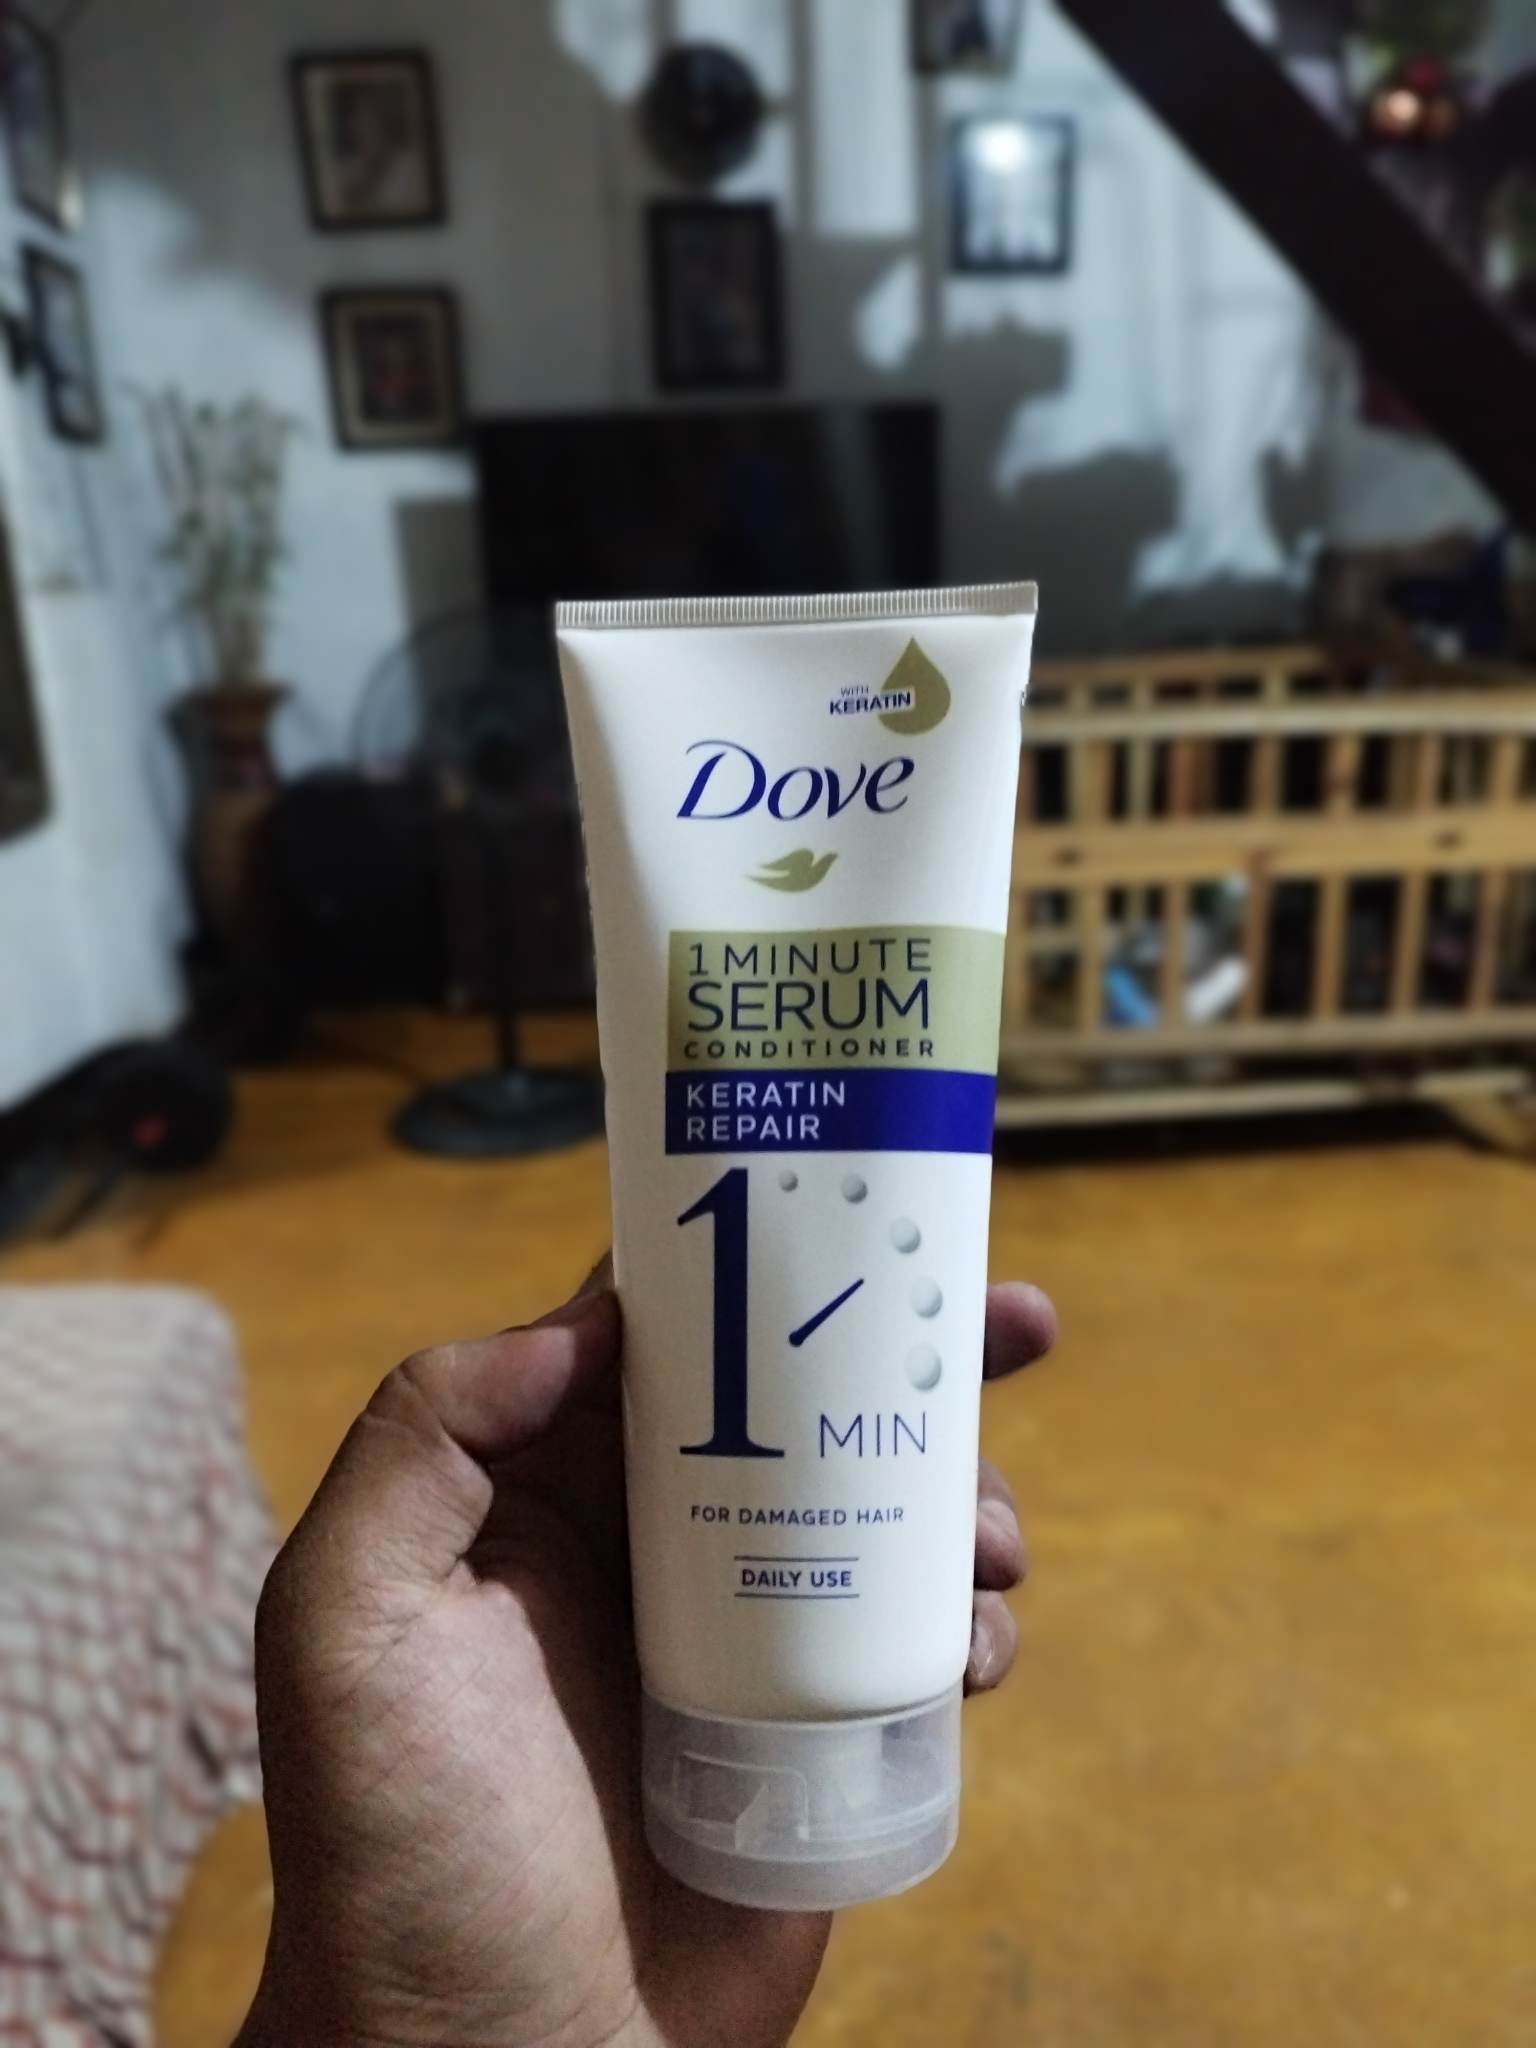 WITH
KERATIN
Dove
1 MINUTE
SERUM
CONDITIONER
KERATIN
REPAIR
1 MIN
FOR DAMAGED HAIR
DAILY USE